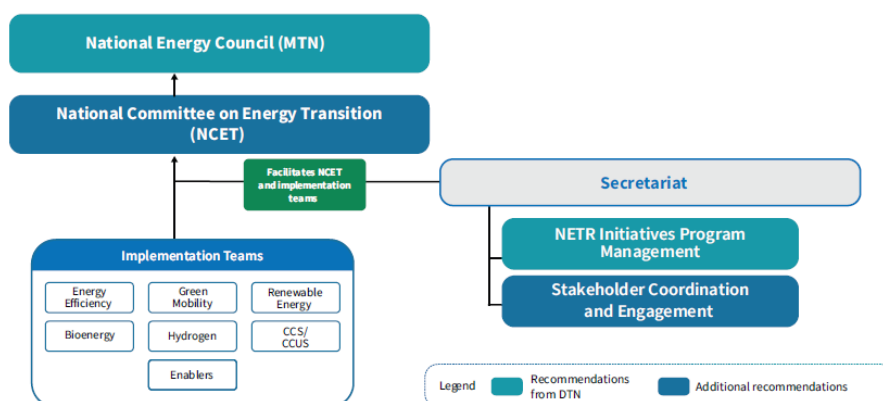 National Energy Council (MTN)
National Committee on Energy Transition
(NCET)
Facilitates NCET
and implementation
teams
Secretariat
NETR Initiatives Program
Management
Stakeholder Coordination
and Engagement
Implementation Teams
Energy
Efficiency
Green
Mobility
Renewable
Energy
Bioenergy
Hydrogen
CCS/
CCUS
Enablers
Legend
Recommendations
from DTN
Additional recommendations